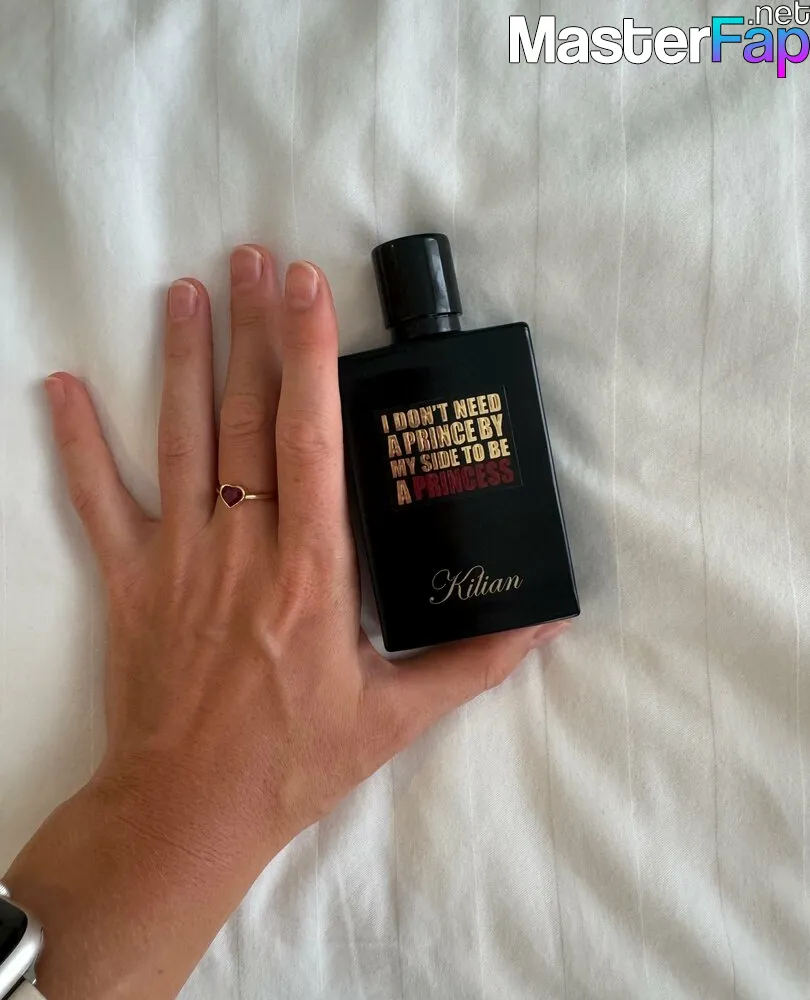 .net
MasterFap
I DON'T NEED
A PRINCE BY
MY SIDE TO BE
A PRINCESS
Kilian